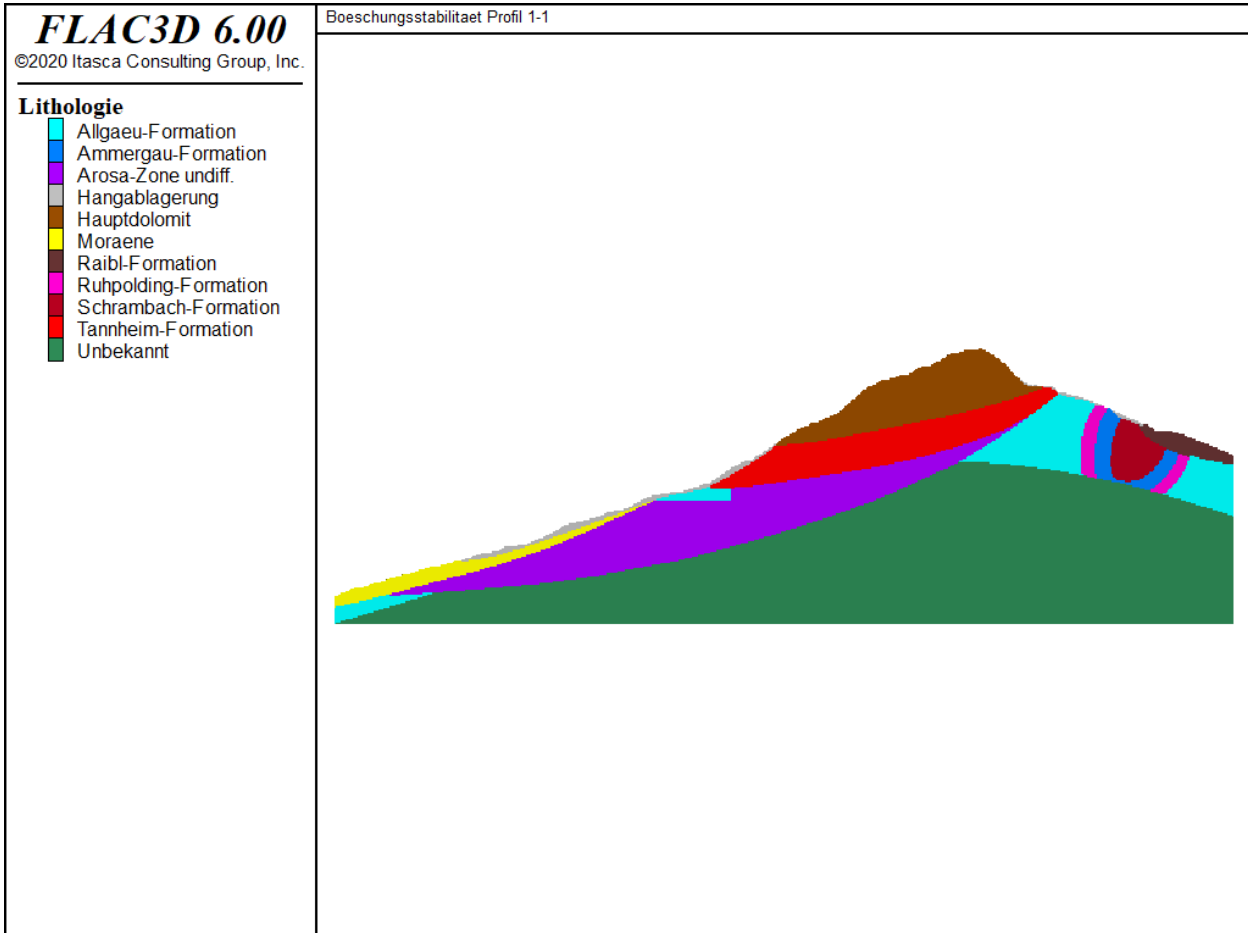 FLAC3D 6.00
©2020 Itasca Consulting Group, Inc.
Boeschungsstabilitaet Profil 1-1
Lithologie
Allgaeu-Formation
Ammergau-Formation
Arosa-Zone undiff.
Hangablagerung
Hauptdolomit
Moraene
Raibl-Formation
Ruhpolding-Formation
Schrambach-Formation
Tannheim-Formation
Unbekannt